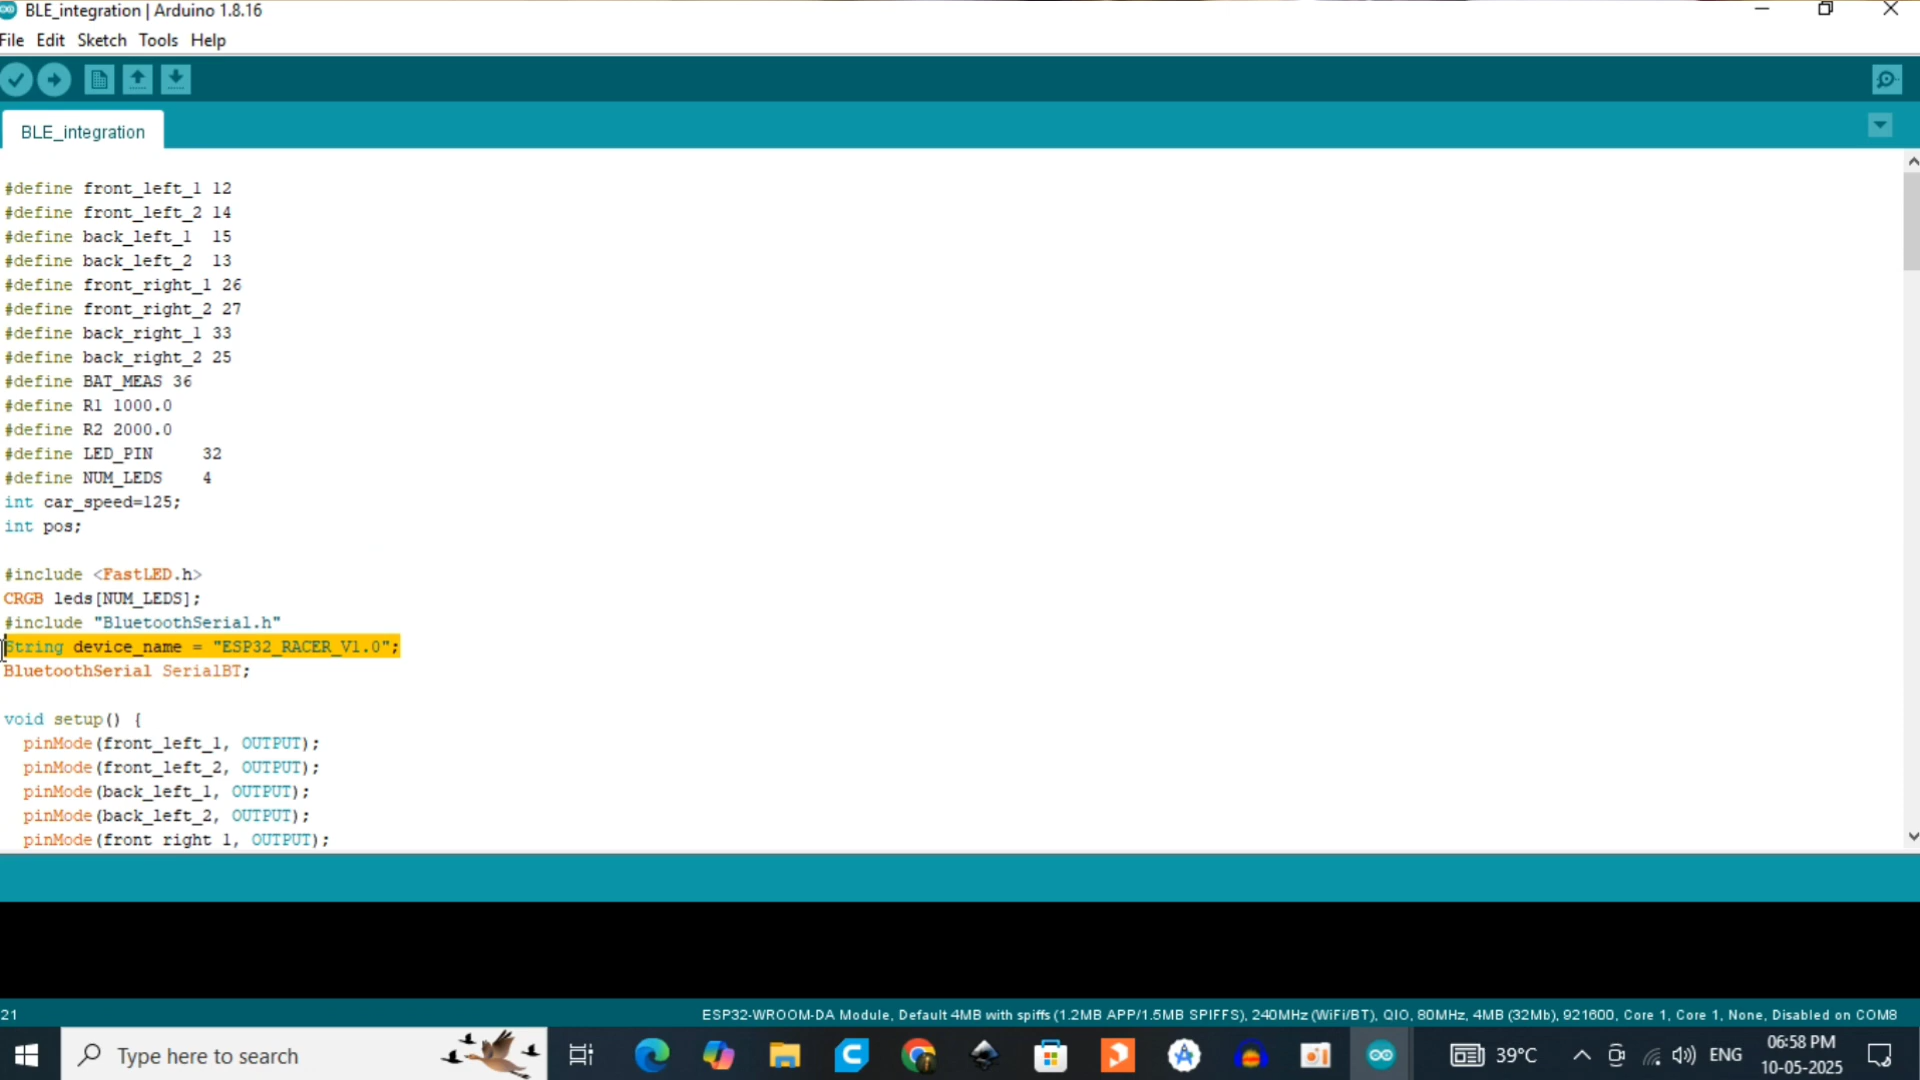 BLE_integration | Arduino 1.8.16
File Edit Sketch Tools Help
BLE_integration
#define front_left_1 12
#define front_left_2 14
#define back_left_1  15
#define back_left_2  13
#define front_right_1 26
#define front_right_2 27
#define back_right_1 33
#define back_right_2 25
#define BAT_MEAS 36
#define R1 1000.0
#define R2 2000.0
#define LED_PIN     32
#define NUM_LEDS    4
int car_speed=125;
int pos;
#include <FastLED.h>
CRGB leds[NUM_LEDS];
#include "BluetoothSerial.h"
String device_name = "ESP32_RACER_V1.0";
BluetoothSerial SerialBT;
void setup() {
  pinMode(front_left_1, OUTPUT);
  pinMode(front_left_2, OUTPUT);
  pinMode(back_left_1, OUTPUT);
  pinMode(back_left_2, OUTPUT);
  pinMode(front right 1, OUTPUT);
21
ESP32-WROOM-DA Module, Default 4MB with spiffs (1.2MB APP/1.5MB SPIFFS), 240MHz (WiFi/BT), QIO, 80MHz, 4MB (32Mb), 921600, Core 1, Core 1, None, Disabled on COM8
Type here to search
39°C
ENG
06:58 PM
10-05-2025